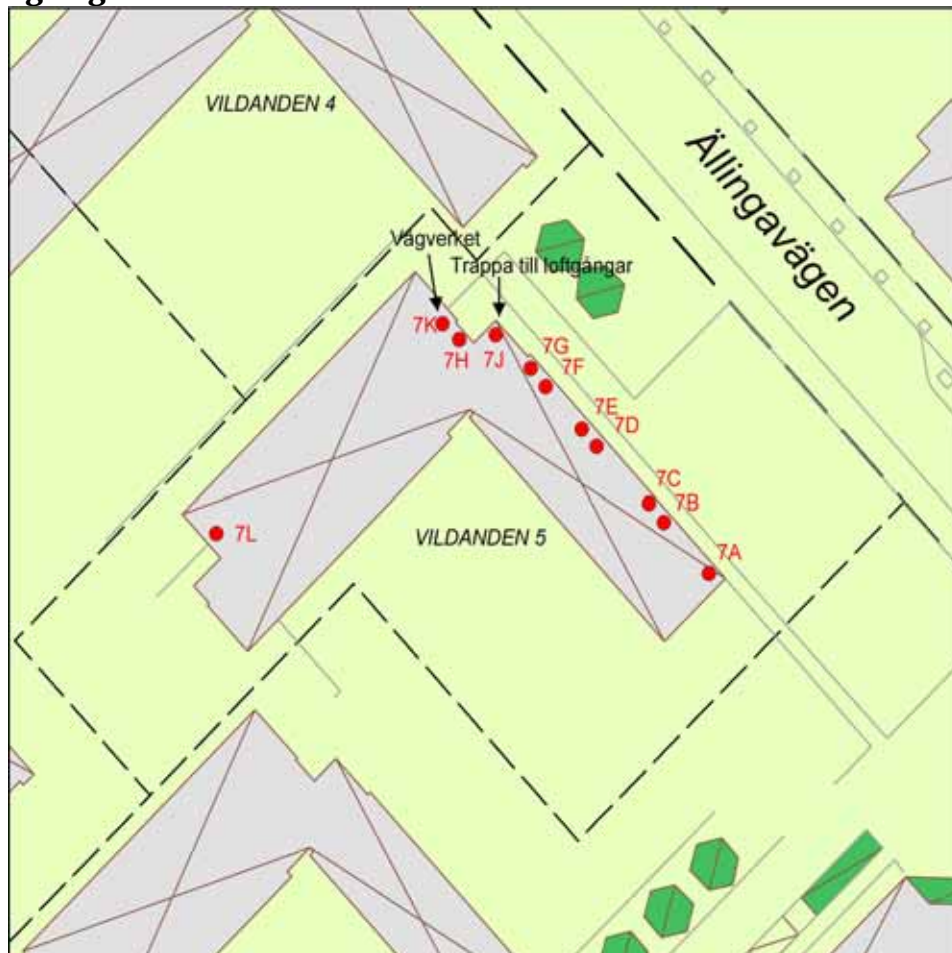 VILDANDEN 4
Ällingavägen
Vägverket
Trappa till loftgångar
7K
7H
7J
7G
7F
7E
7D
7C
7B
7A
7L
VILDANDEN 5